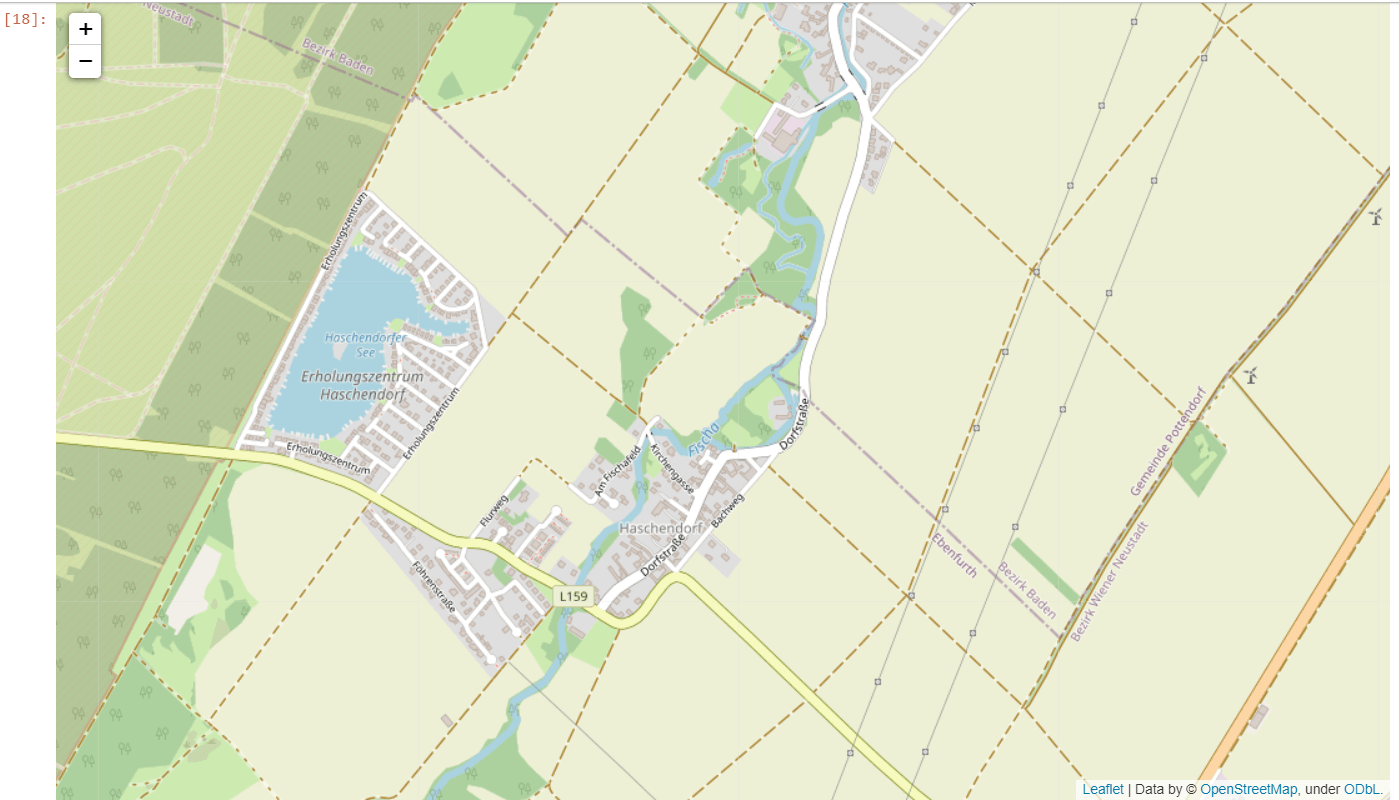 [18]:
+
−
Neustadt
Bezirk Baden
Erholungszentrum
Haschendorfer
See
Erholungszentrum
Haschendorf
Erholungszentrum
Erholungszentrum
Fischa
Dorfstraße
Am Fischafeld
Kirchengasse
Bachweg
Flurweg
Haschendorf
Dorfstraße
Föhrenstraße
L159
Gemeinde Pottendorf
Ebenfurth
Bezirk Baden
Bezirk Wiener Neustadt
Leaflet | Data by © OpenStreetMap, under ODbL.